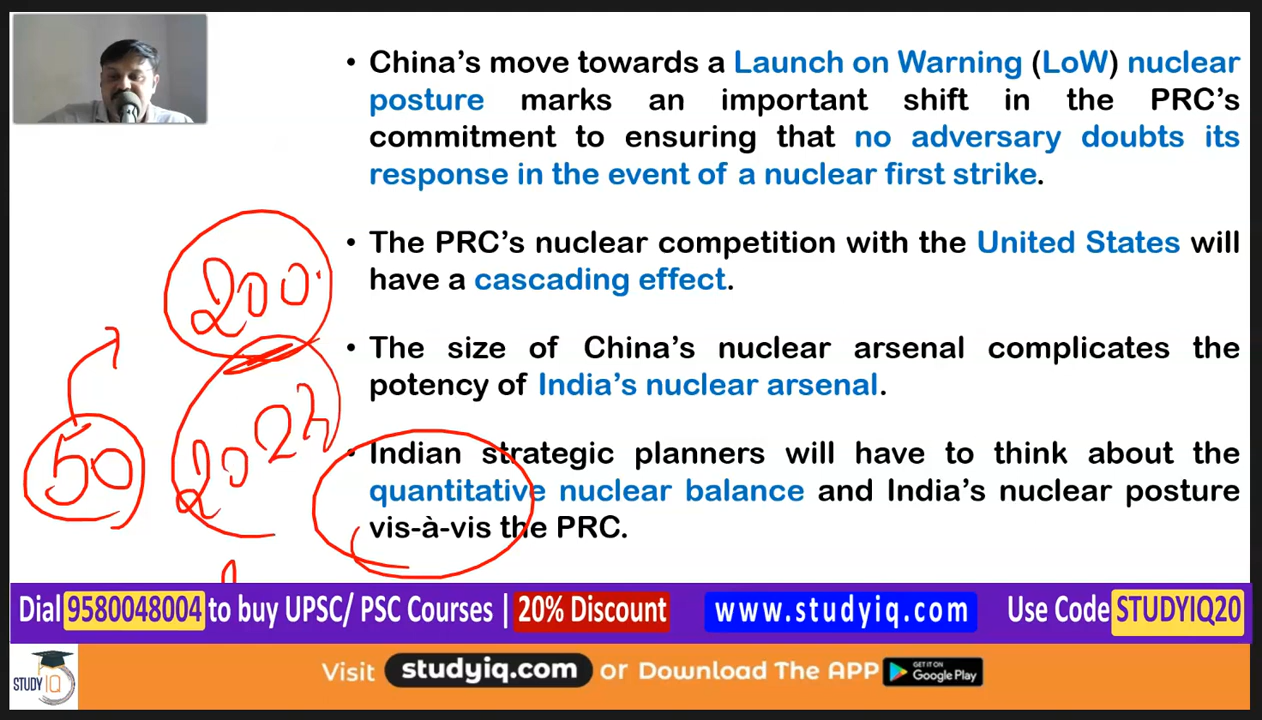 • China’s move towards a Launch on Warning (LoW) nuclear
posture marks an important shift in the PRC’s
commitment to ensuring that no adversary doubts its
response in the event of a nuclear first strike.
• The PRC’s nuclear competition with the United States will
have a cascading effect.
• The size of China’s nuclear arsenal complicates the
potency of India’s nuclear arsenal.
• Indian strategic planners will have to think about the
quantitative nuclear balance and India’s nuclear posture
vis-à-vis the PRC.
200
50
Dial 9580048004 to buy UPSC/ PSC Courses | 20% Discount www.studyiq.com Use Code STUDYIQ20
STUDY IQ
Visit studyiq.com or Download The APP GET IT ON Google Play